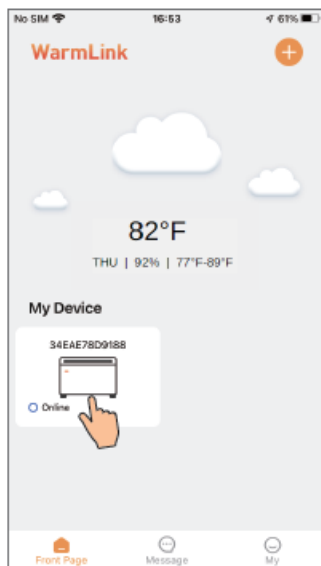 No SIM 16:53 61%
WarmLink
82°F
THU | 92% | 77°F-89°F
My Device
34EAE78D9188
Online
Front Page Message My